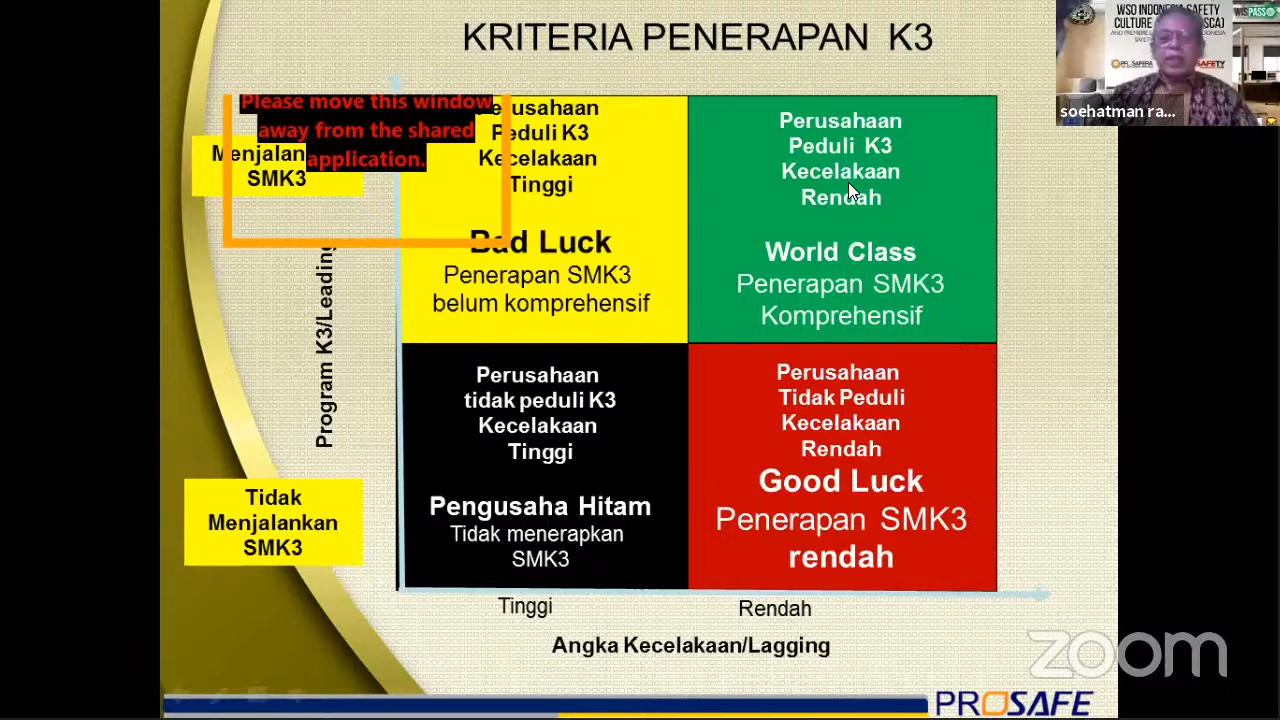 KRITERIA PENERAPAN K3
WSO INDONESIA SAFETY
CULTURE
SCA)
WISPASS
soehatman ra...
Please move this window
away from the shared
application.
Menjalan
SMK3
Perusahaan
Peduli K3
Kecelakaan
Tinggi
Bad Luck
Penerapan SMK3
belum komprehensif
Perusahaan
Peduli K3
Kecelakaan
Rendah
World Class
Penerapan SMK3
Komprehensif
Program K3/Leading
Perusahaan
tidak peduli K3
Kecelakaan
Tinggi
Pengusaha Hitam
Tidak menerapkan
SMK3
Perusahaan
Tidak Peduli
Kecelakaan
Rendah
Good Luck
Penerapan SMK3
rendah
Tidak
Menjalankan
SMK3
Tinggi
Rendah
Angka Kecelakaan/Lagging
zoom
PROSAFE